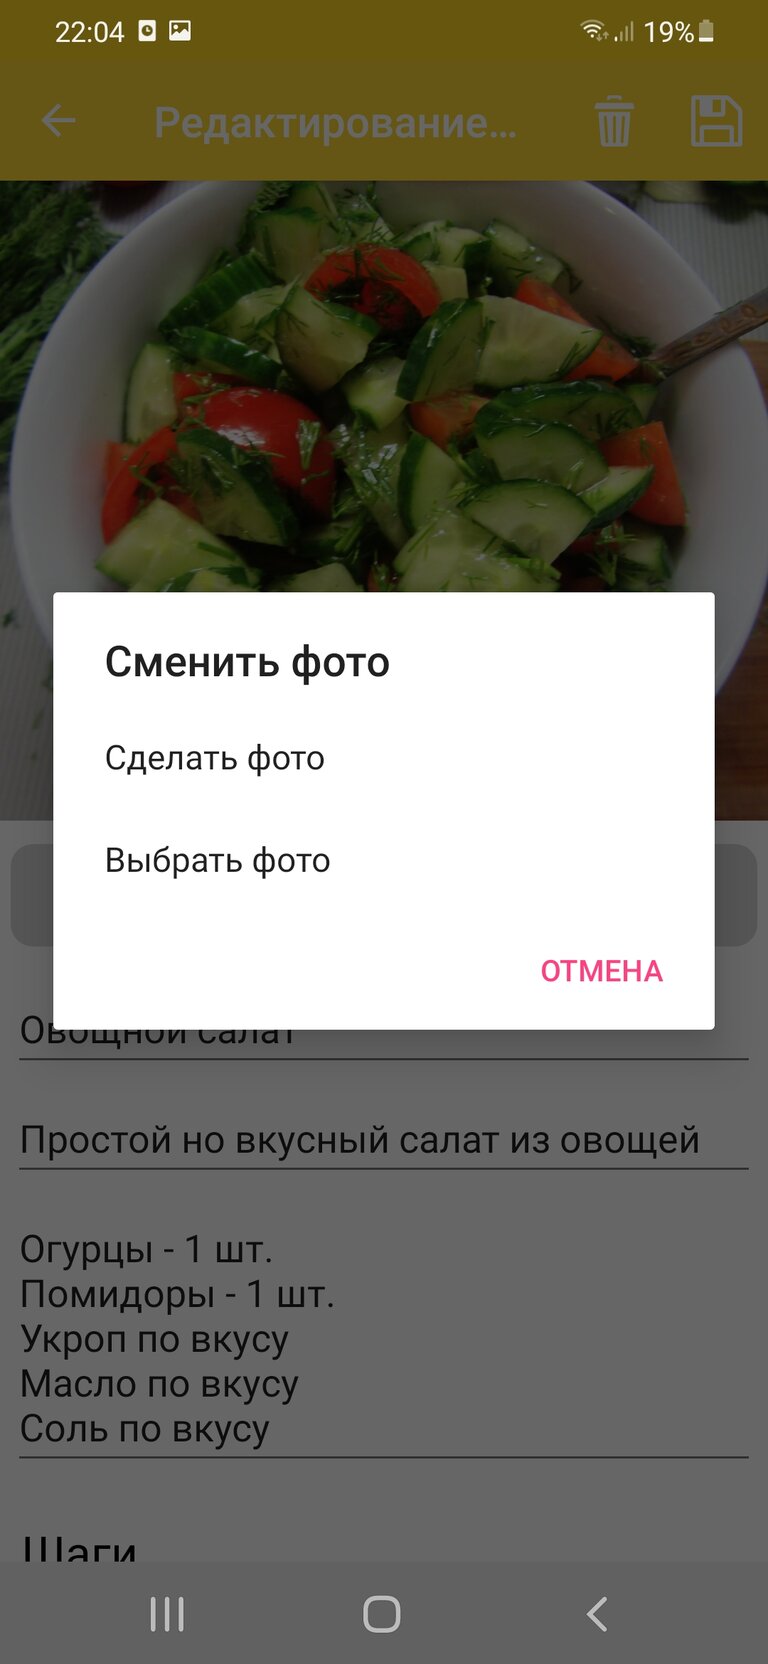 22:04 19%
Редактирование...
Сменить фото
Сделать фото
Выбрать фото
ОТМЕНА
Овощной салат
Простой но вкусный салат из овощей
Огурцы - 1 шт.
Помидоры - 1 шт.
Укроп по вкусу
Масло по вкусу
Соль по вкусу
Шаги